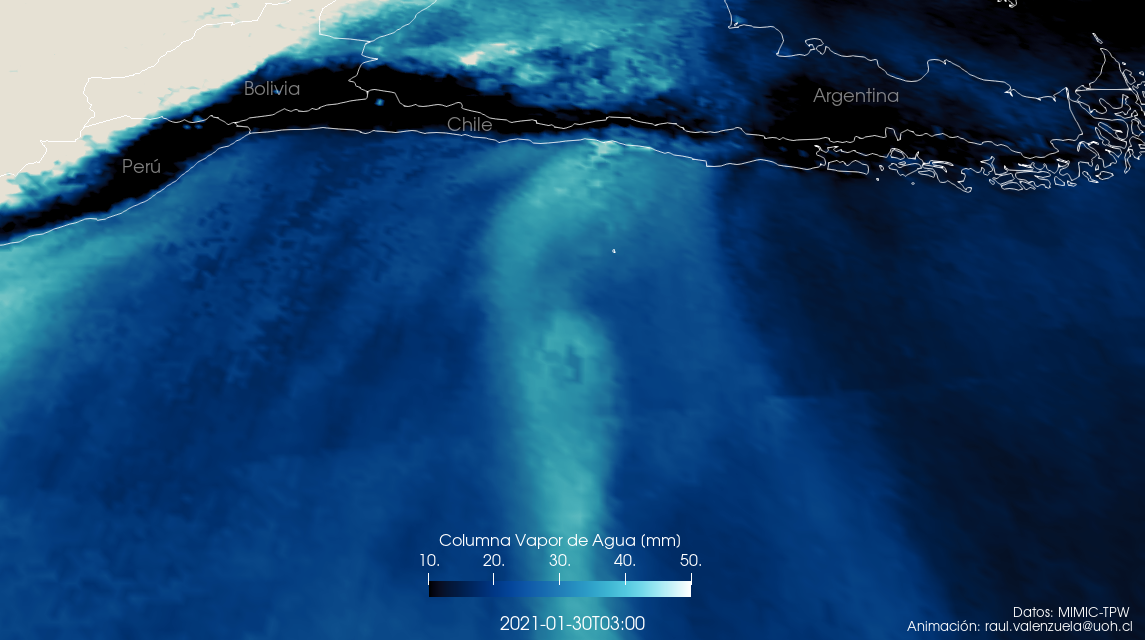 Bolivia
Argentina
Chile
Perú
Columna Vapor de Agua (mm)
10. 20. 30. 40. 50.
2021-01-30T03:00
Datos: MIMIC-TPW
Animación: raul.valenzuela@uoh.cl